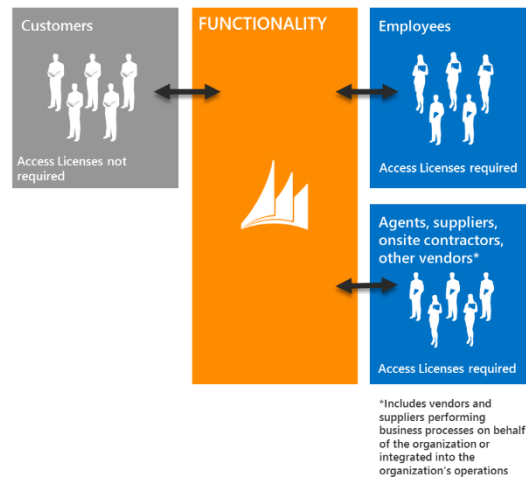 Customers
Access Licenses not
required
FUNCTIONALITY
Employees
Access Licenses required
Agents, suppliers,
onsite contractors,
other vendors*
Access Licenses required
*Includes vendors and
suppliers performing
business processes on behalf
of the organization or
integrated into the
organization's operations